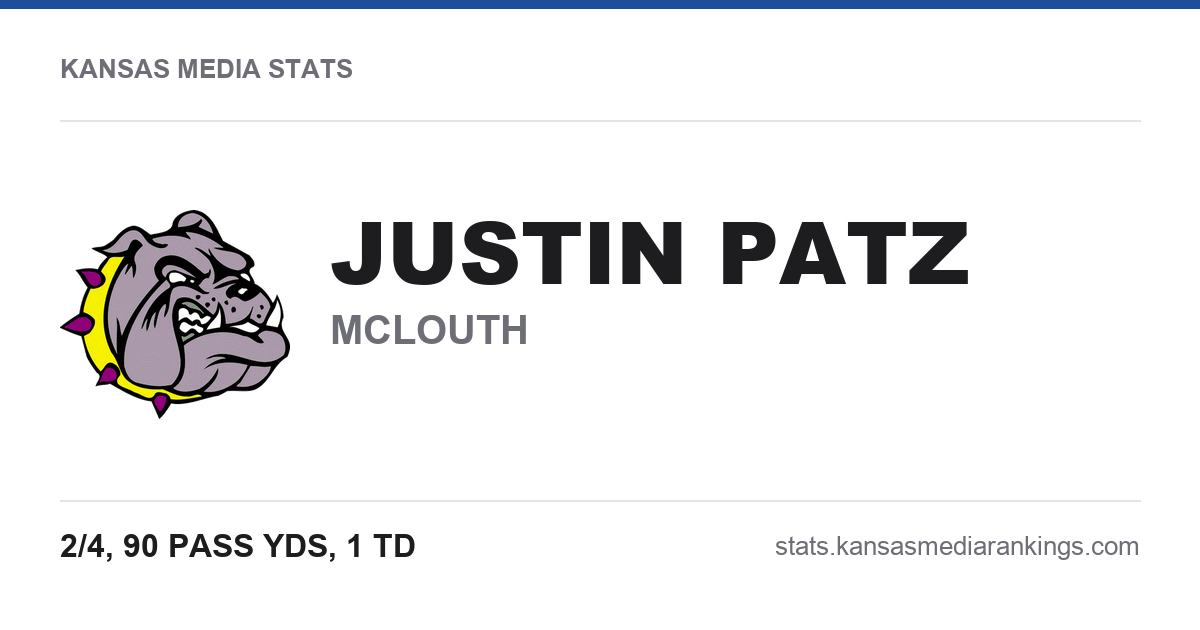 KANSAS MEDIA STATS
JUSTIN PATZ
MCLOUTH
2/4, 90 PASS YDS, 1 TD
stats.kansasmediarankings.com